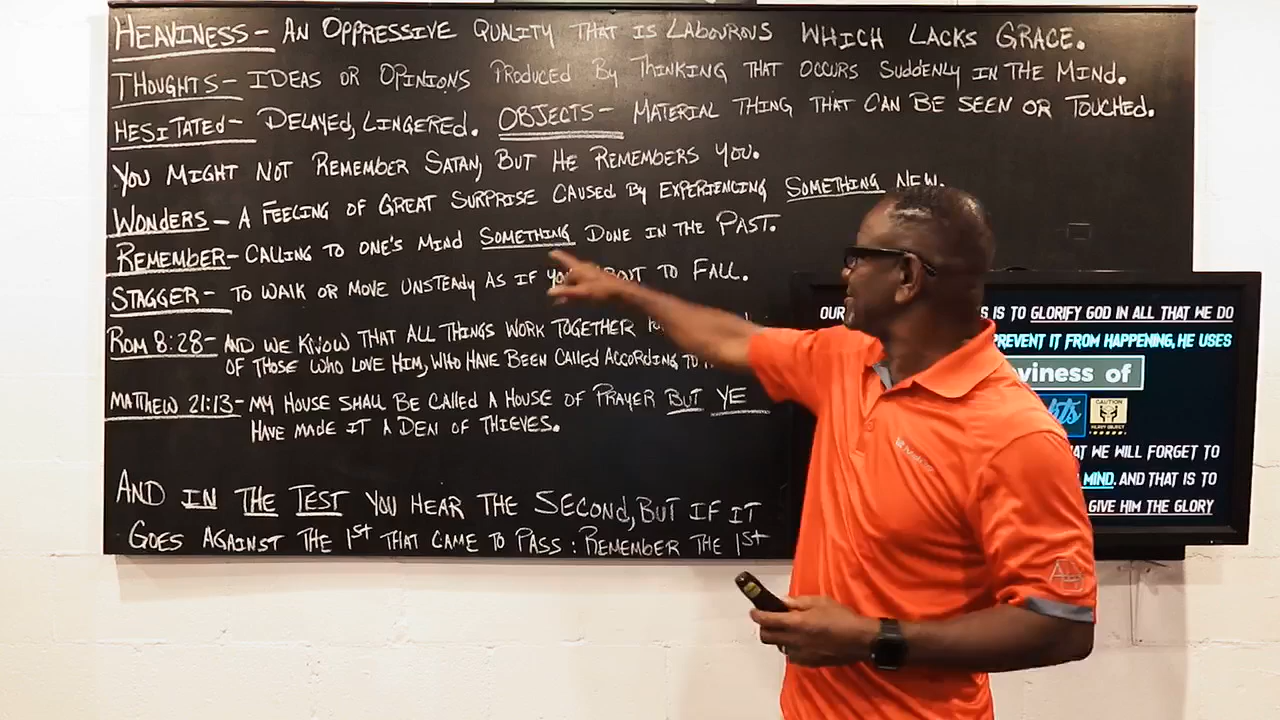 HEAVINESS - AN OPPRESSIVE QUALITY THAT IS LABOUROUS WHICH LACKS GRACE.
THOUGHTS - IDEAS OR OPINIONS PRODUCED BY THINKING THAT OCCURS SUDDENLY IN THE MIND.
HESITATED - DELAYED, LINGERED. OBJECTS - MATERIAL THING THAT CAN BE SEEN OR TOUCHED.
YOU MIGHT NOT REMEMBER SATAN, BUT HE REMEMBERS YOU.
WONDERS - A FEELING OF GREAT SURPRISE CAUSED BY EXPERIENCING SOMETHING NEW.
REMEMBER - CALLING TO ONE'S MIND SOMETHING DONE IN THE PAST.
STAGGER - TO WALK OR MOVE UNSTEADY AS IF TO FALL.
ROM 8:28 - AND WE KNOW THAT ALL THINGS WORK TOGETHER
OF THOSE WHO LOVE HIM, WHO HAVE BEEN CALLED ACCORDING TO
MATTHEW 21:13 - MY HOUSE SHALL BE CALLED A HOUSE OF PRAYER BUT YE
HAVE MADE IT A DEN OF THIEVES.
AND IN THE TEST YOU HEAR THE SECOND, BUT IF IT
GOES AGAINST THE 1ST THAT CAME TO PASS: REMEMBER THE 1ST
OUR IS TO GLORIFY GOD IN ALL THAT WE DO
PREVENT IT FROM HAPPENING, HE USES
of
CAUTION
HEAVY OBJECT
WE WILL FORGET TO
MIND. AND THAT IS TO
GIVE HIM THE GLORY